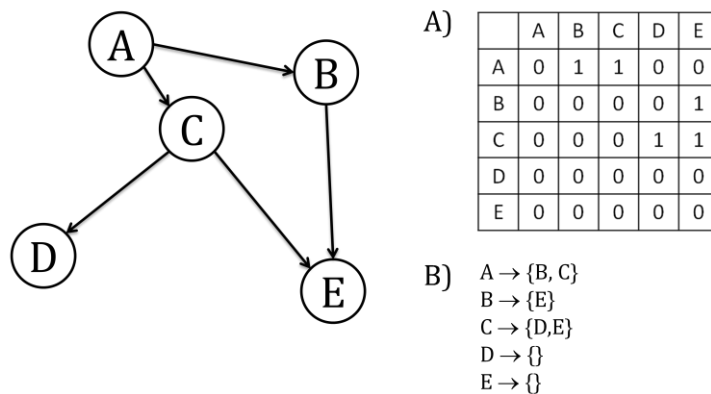 A
B
C
D
E
A)
A B C D E
A 0 1 1 0 0
B 0 0 0 0 1
C 0 0 0 1 1
D 0 0 0 0 0
E 0 0 0 0 0
B)
A → {B, C}
B → {E}
C → {D,E}
D → {}
E → {}